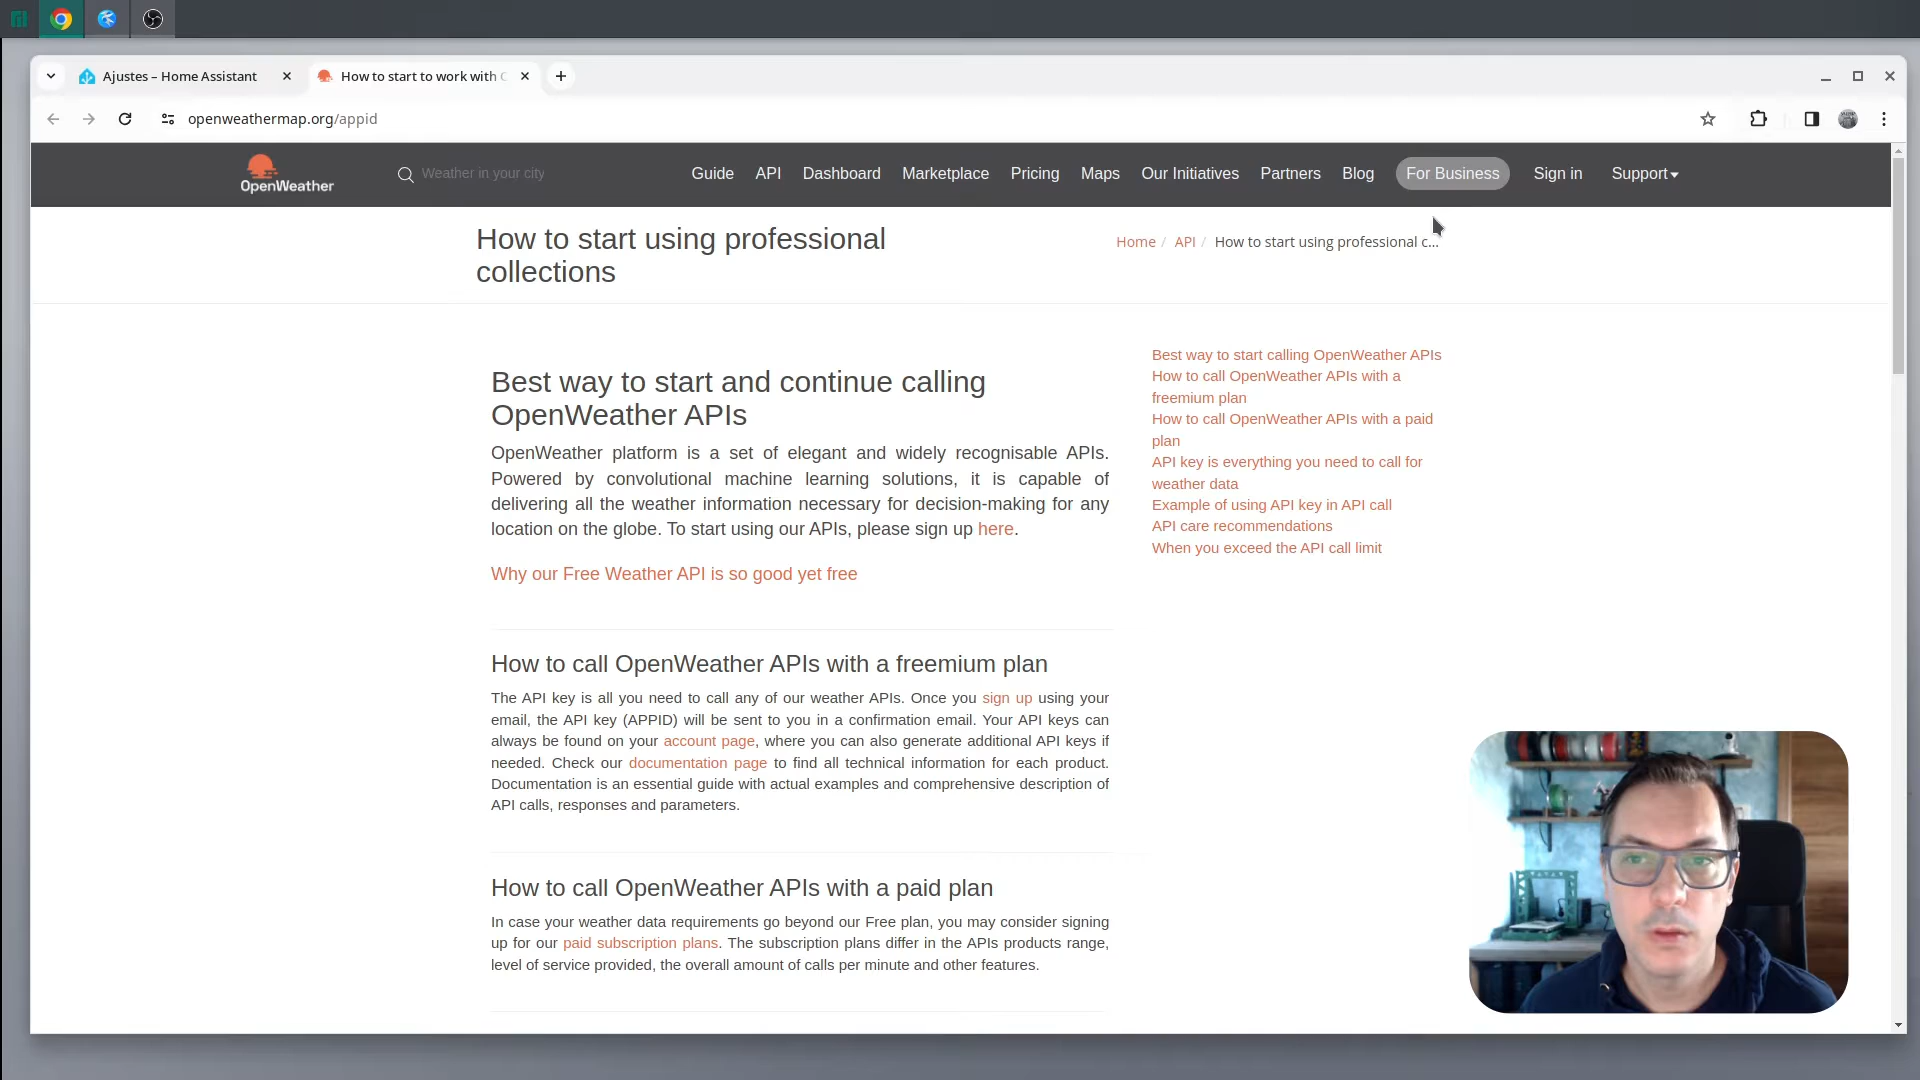 Ajustes – Home Assistant
How to start to work with
openweathermap.org/appid
OpenWeather
Weather in your city
Guide API Dashboard Marketplace Pricing Maps Our Initiatives Partners Blog For Business Sign in Support
How to start using professional
collections
Home / API / How to start using professional c...
Best way to start and continue calling
OpenWeather APIs
OpenWeather platform is a set of elegant and widely recognisable APIs.
Powered by convolutional machine learning solutions, it is capable of
delivering all the weather information necessary for decision-making for any
location on the globe. To start using our APIs, please sign up here.
Why our Free Weather API is so good yet free
How to call OpenWeather APIs with a freemium plan
The API key is all you need to call any of our weather APIs. Once you sign up using your
email, the API key (APPID) will be sent to you in a confirmation email. Your API keys can
always be found on your account page, where you can also generate additional API keys if
needed. Check our documentation page to find all technical information for each product.
Documentation is an essential guide with actual examples and comprehensive description of
API calls, responses and parameters.
How to call OpenWeather APIs with a paid plan
In case your weather data requirements go beyond our Free plan, you may consider signing
up for our paid subscription plans. The subscription plans differ in the APIs products range,
level of service provided, the overall amount of calls per minute and other features.
Best way to start calling OpenWeather APIs
How to call OpenWeather APIs with a
freemium plan
How to call OpenWeather APIs with a paid
plan
API key is everything you need to call for
weather data
Example of using API key in API call
API care recommendations
When you exceed the API call limit